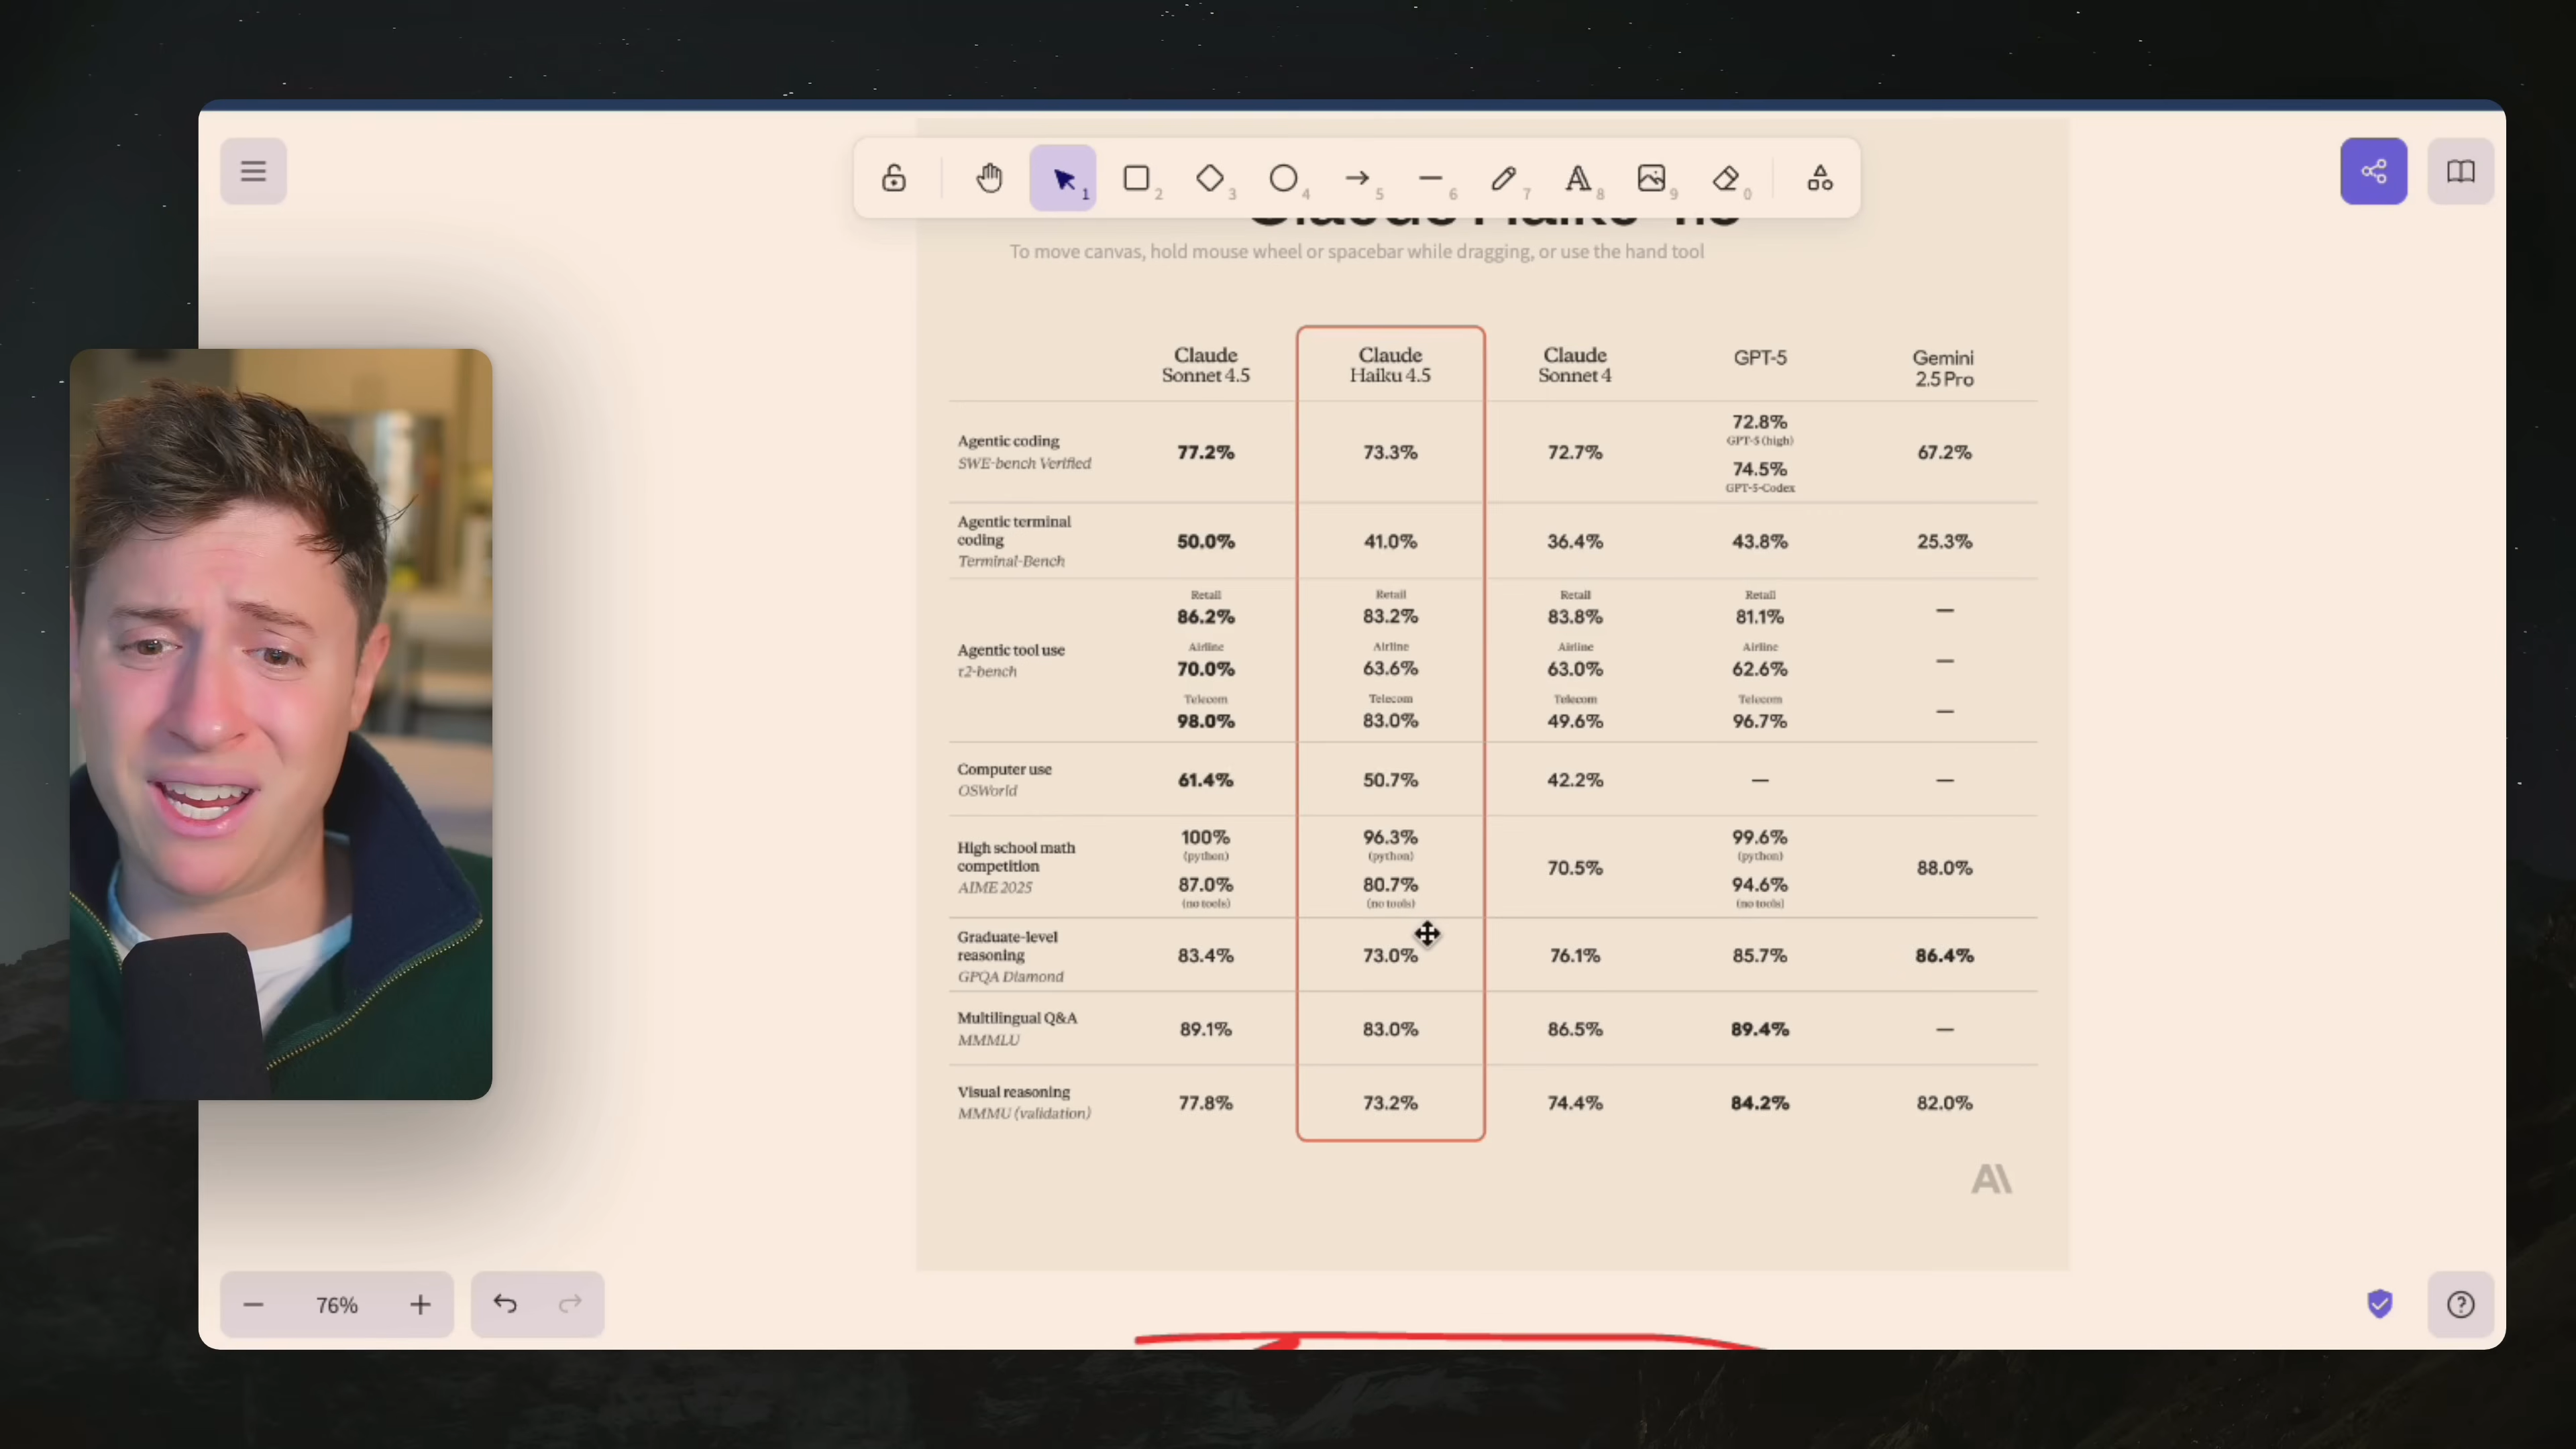 1
2
3
4
5
6
7
8
9
0
To move canvas, hold mouse wheel or spacebar while dragging, or use the hand tool
Claude Sonnet 4.5
Claude Haiku 4.5
Claude Sonnet 4
GPT-5
Gemini 2.5 Pro
Agentic coding
SWE-bench Verified
77.2%
73.3%
72.7%
72.8%
GPT-5 (high)
74.5%
GPT-5-Codex
67.2%
Agentic terminal
coding
Terminal-Bench
50.0%
41.0%
36.4%
43.8%
25.3%
Agentic tool use
τ2-bench
Retail Retail Retail Retail
86.2% 83.2% 83.8% 81.1% —
Airline Airline Airline Airline
70.0% 63.6% 63.0% 62.6% —
Telecom Telecom Telecom Telecom
98.0% 83.0% 49.6% 96.7% —
Computer use
OSWorld
61.4%
50.7%
42.2%
—
—
High school math
competition
AIME 2025
100%
(python)
87.0%
(no tools)
96.3%
(python)
80.7%
(no tools)
70.5%
99.6%
(python)
94.6%
(no tools)
88.0%
Graduate-level
reasoning
GPQA Diamond
83.4%
73.0%
76.1%
85.7%
86.4%
Multilingual Q&A
MMMLU
89.1%
83.0%
86.5%
89.4%
—
Visual reasoning
MMMU (validation)
77.8%
73.2%
74.4%
84.2%
82.0%
A\
76%